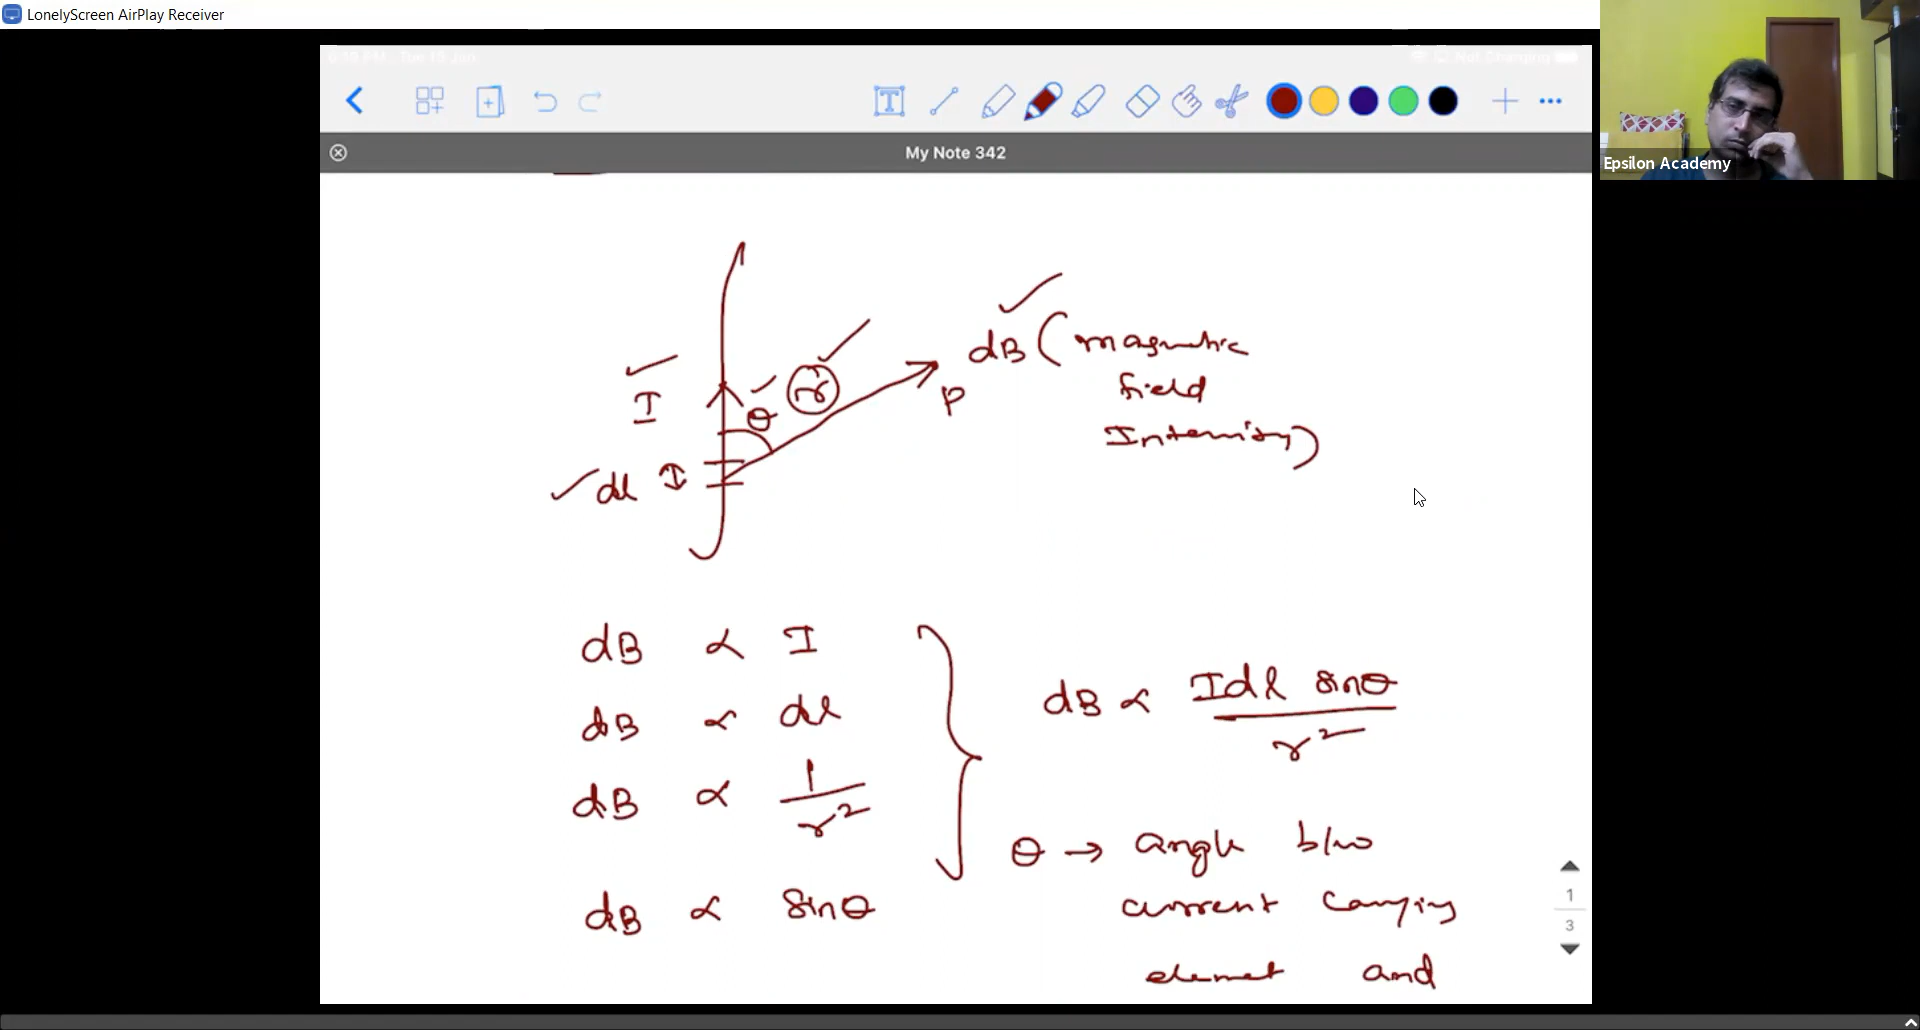 LonelyScreen AirPlay Receiver
My Note 342
Epsilon Academy
dB (magnetic
field
Intensity)
I
θ
r
P
dl
dB ∝ I
dB ∝ dl
dB ∝ 1/r²
dB ∝ sinθ
dB ∝ Idl sinθ/r²
θ → angle b/w
current carrying
element and
1
3